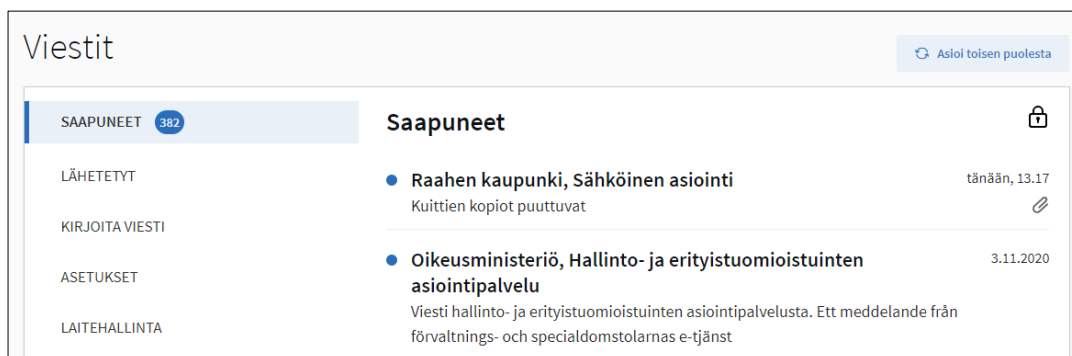 Viestit
Asioi toisen puolesta
SAAPUNEET 382
LÄHETETYT
KIRJOITA VIESTI
ASETUKSET
LAITEHALLINTA
Saapuneet
Raahen kaupunki, Sähköinen asiointi
tänään, 13.17
Kuittien kopiot puuttuvat
Oikeusministeriö, Hallinto- ja erityistuomioistuinten
asiointipalvelu
3.11.2020
Viesti hallinto- ja erityistuomioistuinten asiointipalvelusta. Ett meddelande från
förvaltnings- och specialdomstolarnas e-tjänst